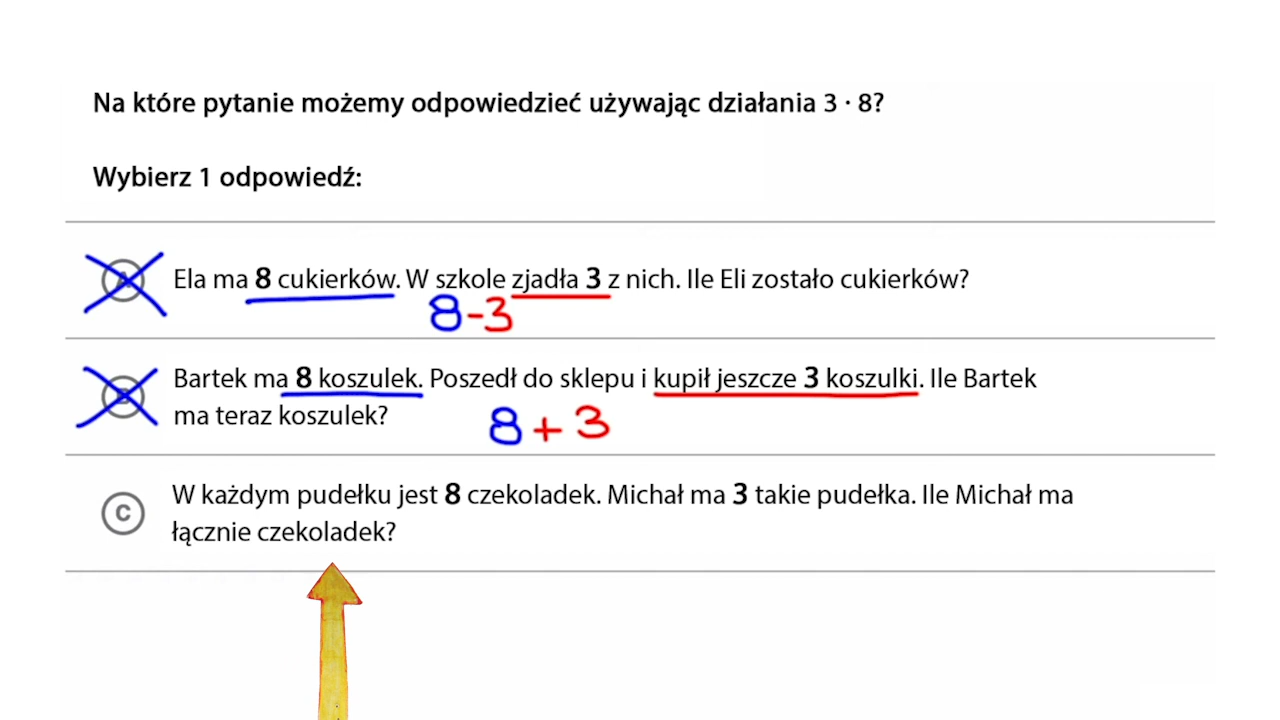 Na które pytanie możemy odpowiedzieć używając działania 3 · 8?
Wybierz 1 odpowiedź:
Ela ma 8 cukierków. W szkole zjadła 3 z nich. Ile Eli zostało cukierków?
8-3
Bartek ma 8 koszulek. Poszedł do sklepu i kupił jeszcze 3 koszulki. Ile Bartek
ma teraz koszulek?
8 + 3
C
W każdym pudełku jest 8 czekoladek. Michał ma 3 takie pudełka. Ile Michał ma
łącznie czekoladek?